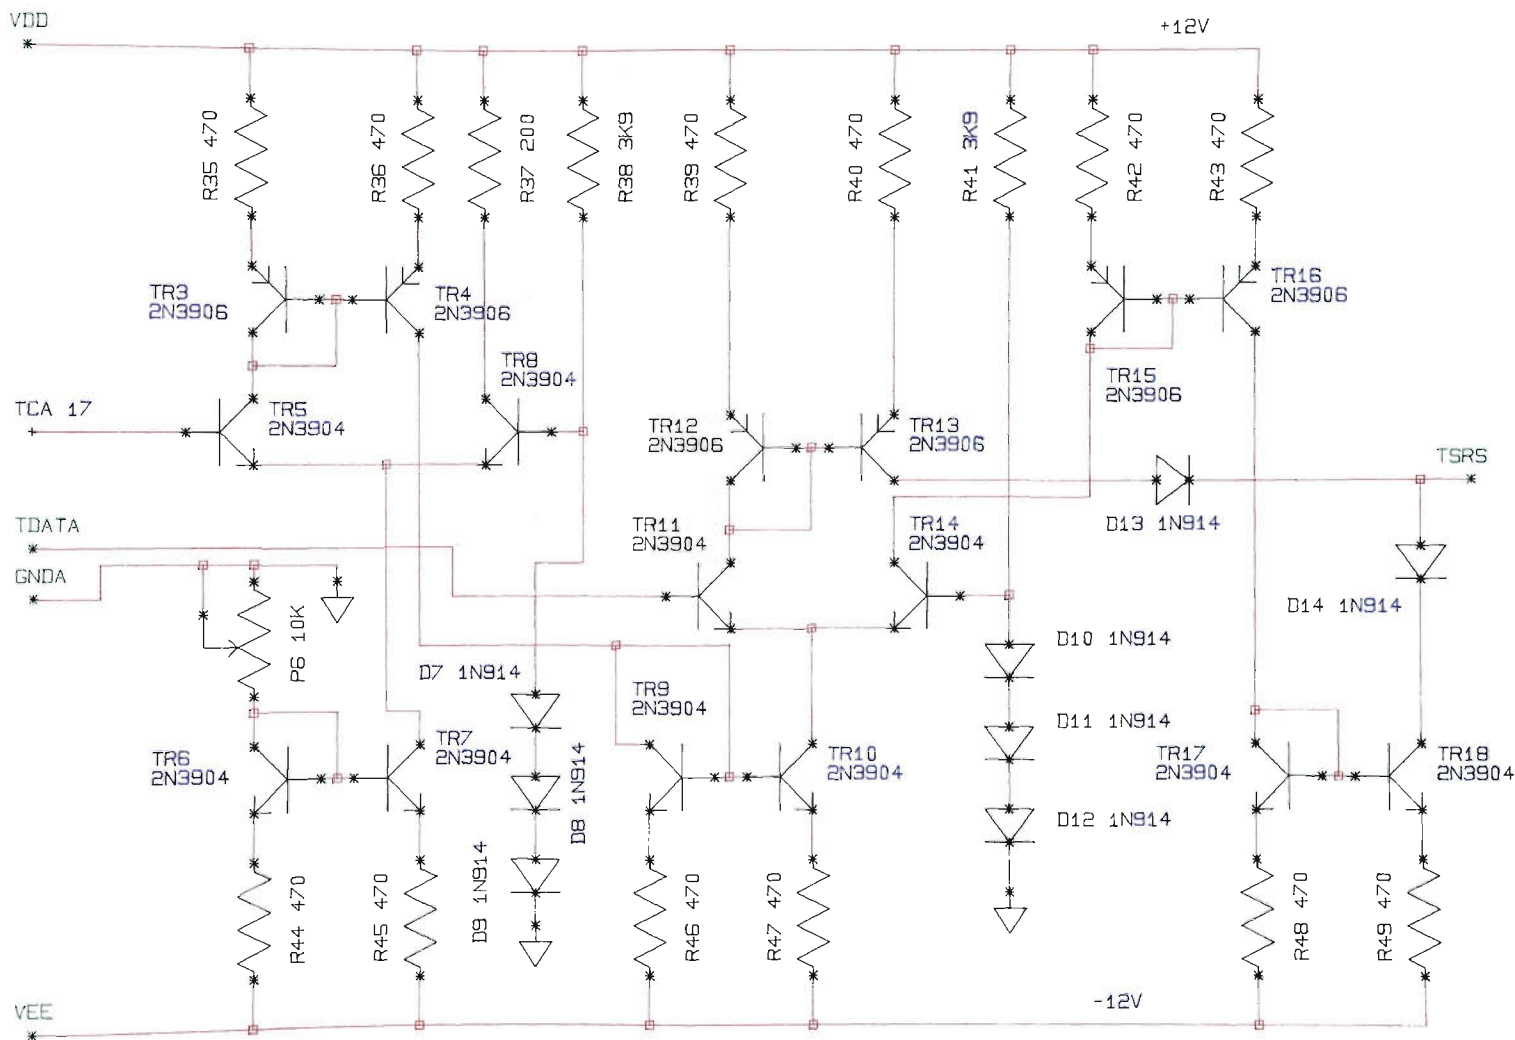 VDD
+12V
R35 470
R36 470
R37 200
R38 3K9
R39 470
R40 470
R41 3K9
R42 470
R43 470
TR3
2N3906
TR4
2N3906
TR16
2N3906
TR8
2N3904
TR15
2N3906
TCA 17
TR5
2N3904
TR12
2N3906
TR13
2N3906
TSRS
TDATA
TR11
2N3904
TR14
2N3904
D13 1N914
GNDA
D14 1N914
P6 10K
D7 1N914
TR9
2N3904
D10 1N914
D11 1N914
TR6
2N3904
TR7
2N3904
D8 1N914
TR10
2N3904
TR17
2N3904
TR18
2N3904
D12 1N914
D9 1N914
R44 470
R45 470
R46 470
R47 470
R48 470
R49 470
VEE
-12V